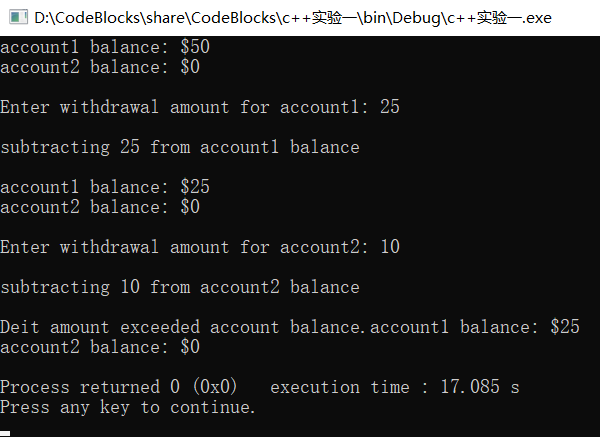 D:\CodeBlocks\share\CodeBlocks\c++实验一\bin\Debug\c++实验一.exe
account1 balance: $50
account2 balance: $0
Enter withdrawal amount for account1: 25
subtracting 25 from account1 balance
account1 balance: $25
account2 balance: $0
Enter withdrawal amount for account2: 10
subtracting 10 from account2 balance
Deit amount exceeded account balance.account1 balance: $25
account2 balance: $0
Process returned 0 (0x0)   execution time : 17.085 s
Press any key to continue.